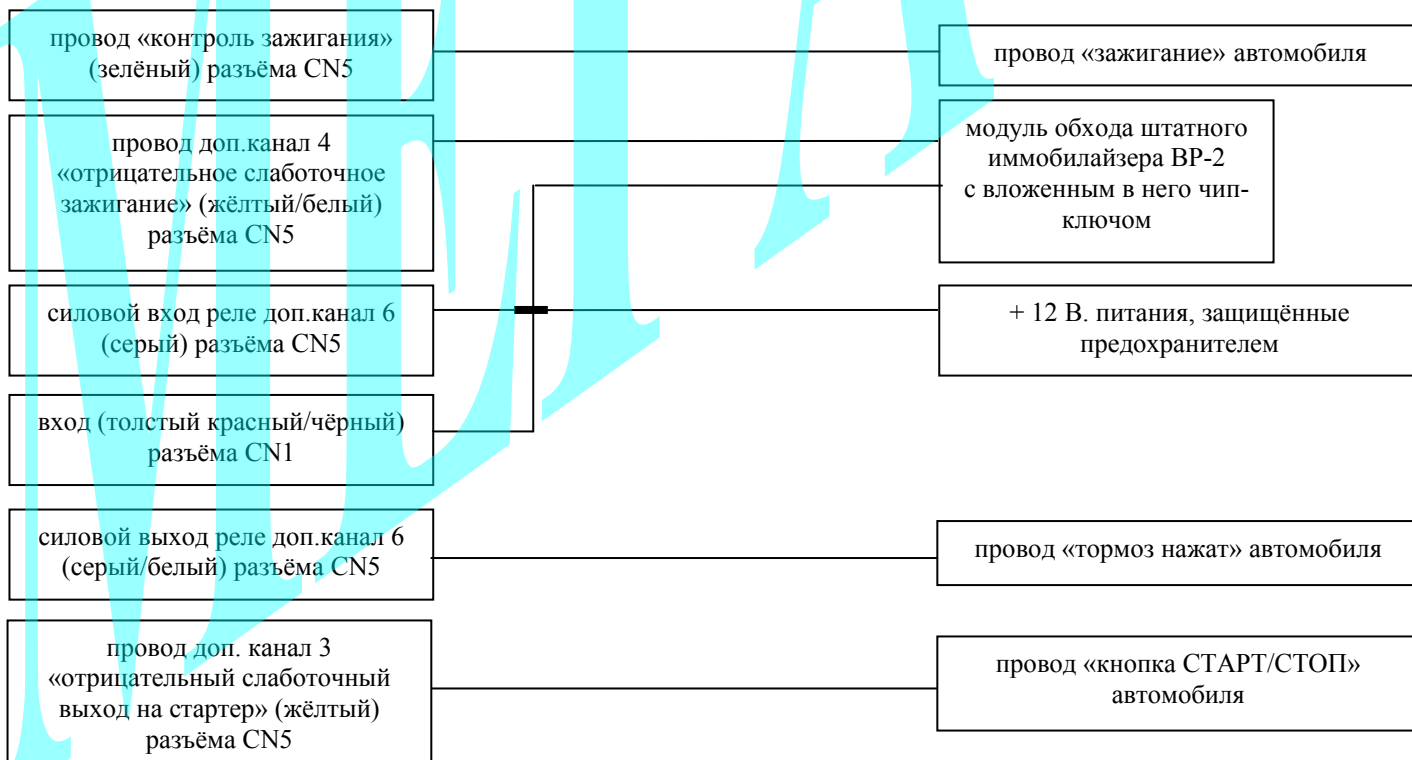 провод «контроль зажигания»
(зелёный) разъёма CN5
провод «зажигание» автомобиля
провод доп.канал 4
«отрицательное слаботочное
зажигание» (жёлтый/белый)
разъёма CN5
модуль обхода штатного
иммобилайзера ВР-2
с вложенным в него чип-
ключом
силовой вход реле доп.канал 6
(серый) разъёма CN5
+ 12 В. питания, защищённые
предохранителем
вход (толстый красный/чёрный)
разъёма CN1
силовой выход реле доп.канал 6
(серый/белый) разъёма CN5
провод «тормоз нажат» автомобиля
провод доп. канал 3
«отрицательный слаботочный
выход на стартер» (жёлтый)
разъёма CN5
провод «кнопка СТАРТ/СТОП»
автомобиля